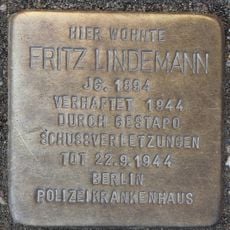 HIER WOHNTE
FRITZ LINDEMANN
JG. 1894
VERHAFTET 1944
DURCH GESTAPO
SCHUSSVERLETZUNGEN
TOT 22.9.1944
BERLIN
POLIZEIKRANKENHAUS